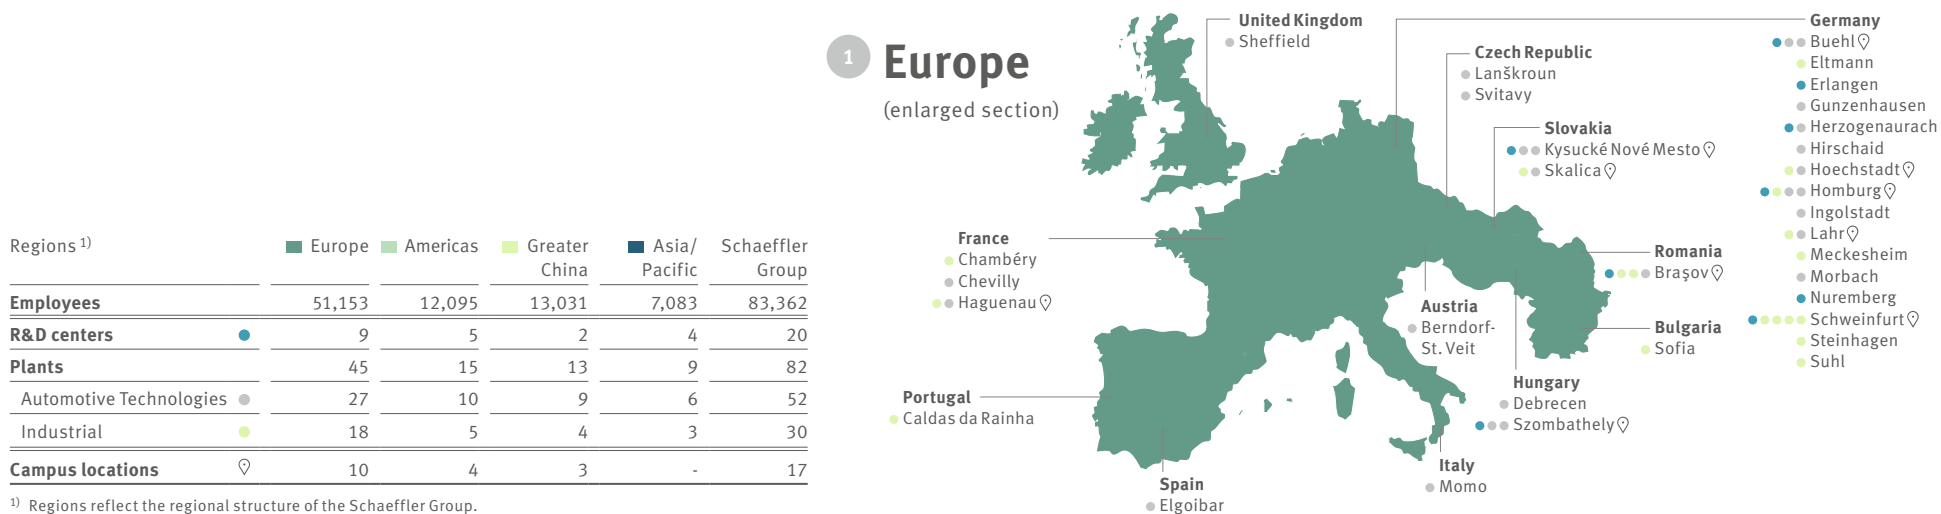 Regions 1)
Europe
Americas
Greater China
Asia/ Pacific
Schaeffler Group
Employees 51,153 12,095 13,031 7,083 83,362
R&D centers 9 5 2 4 20
Plants 45 15 13 9 82
Automotive Technologies 27 10 9 6 52
Industrial 18 5 4 3 30
Campus locations 10 4 3 - 17
1) Regions reflect the regional structure of the Schaeffler Group.
1 Europe
(enlarged section)
United Kingdom
Sheffield
Czech Republic
Lanškroun
Svitavy
Slovakia
Kysucké Nové Mesto
Skalica
France
Chambéry
Chevilly
Haguenau
Portugal
Caldas da Rainha
Spain
Elgoibar
Italy
Momo
Austria
Berndorf-
St. Veit
Hungary
Debrecen
Szombathely
Romania
Braşov
Bulgaria
Sofia
Germany
Buehl
Eltmann
Erlangen
Gunzenhausen
Herzogenaurach
Hirschaid
Hoechstadt
Homburg
Ingolstadt
Lahr
Meckesheim
Morbach
Nuremberg
Schweinfurt
Steinhagen
Suhl